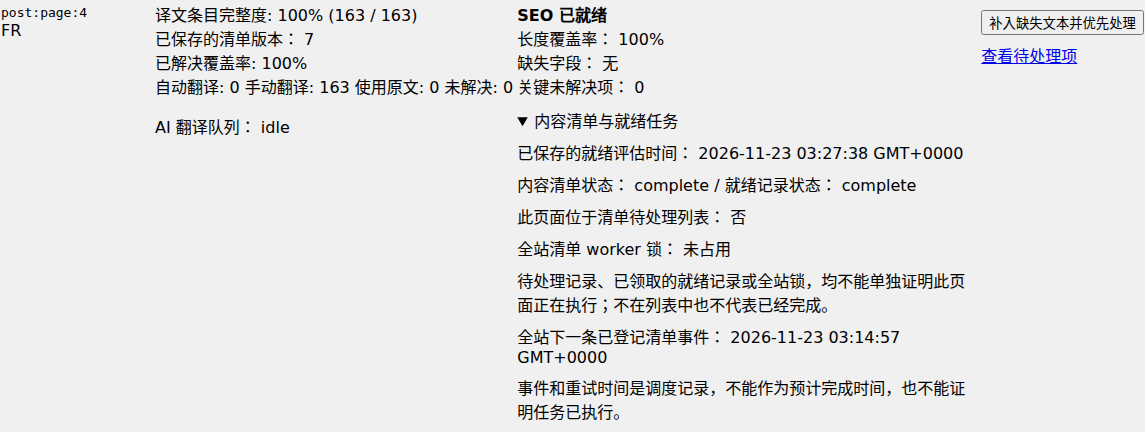 post:page:4
FR
译文条目完整度: 100% (163 / 163)
已保存的清单版本： 7
已解决覆盖率: 100%
自动翻译: 0 手动翻译: 163 使用原文: 0 未解决: 0
AI 翻译队列： idle
SEO 已就绪
长度覆盖率： 100%
缺失字段： 无
关键未解决项： 0
▼ 内容清单与就绪任务
已保存的就绪评估时间： 2026-11-23 03:27:38 GMT+0000
内容清单状态： complete / 就绪记录状态： complete
此页面位于清单待处理列表： 否
全站清单 worker 锁： 未占用
待处理记录、已领取的就绪记录或全站锁，均不能单独证明此页
面正在执行；不在列表中也不代表已经完成。
全站下一条已登记清单事件： 2026-11-23 03:14:57
GMT+0000
事件和重试时间是调度记录，不能作为预计完成时间，也不能证
明任务已执行。
补入缺失文本并优先处理
查看待处理项